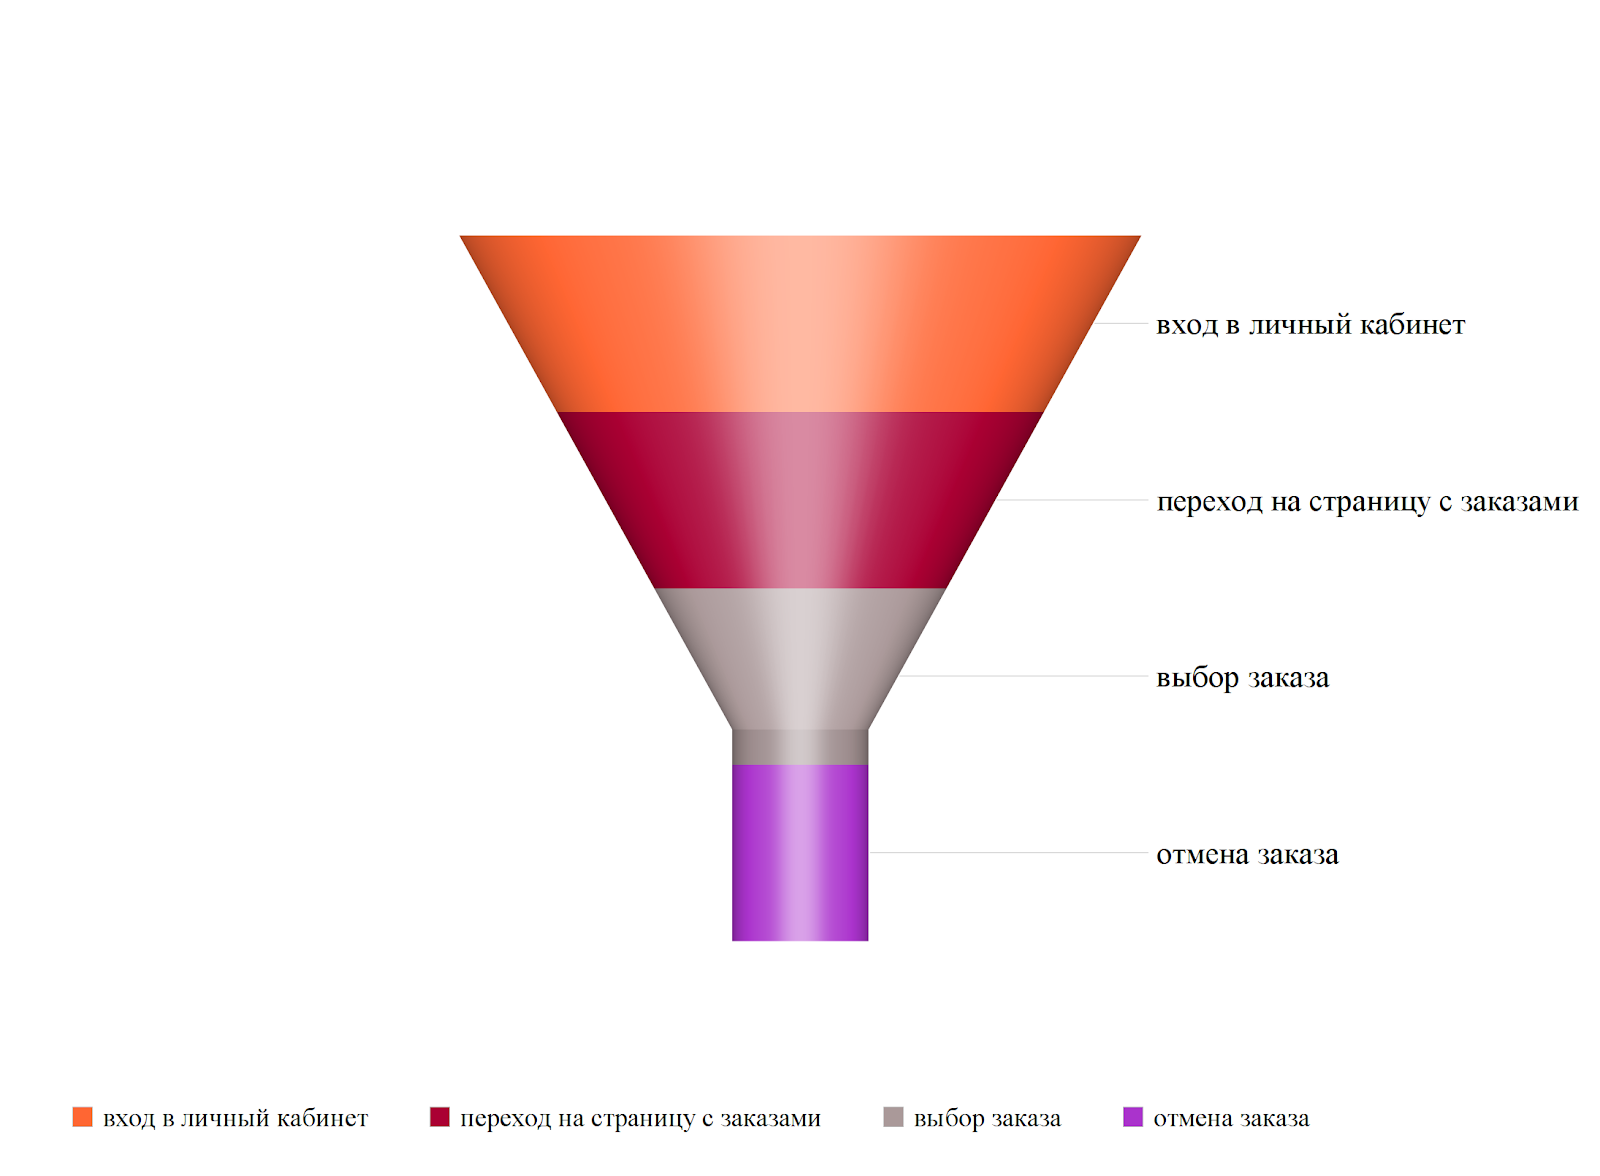 вход в личный кабинет
переход на страницу с заказами
выбор заказа
отмена заказа
вход в личный кабинет
переход на страницу с заказами
выбор заказа
отмена заказа